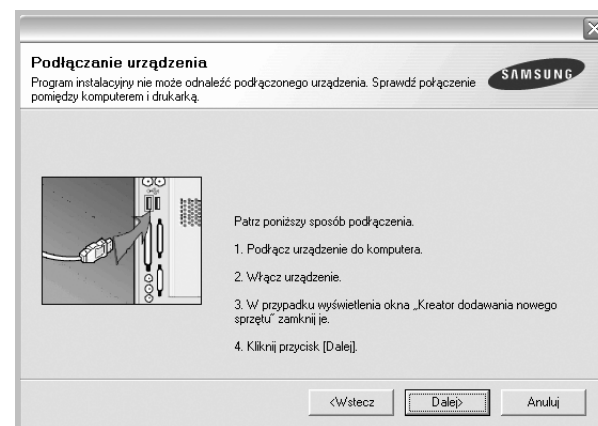 Podłączanie urządzenia
Program instalacyjny nie może odnaleźć podłączonego urządzenia. Sprawdź połączenie
pomiędzy komputerem i drukarką.
SAMSUNG
Patrz poniższy sposób podłączenia.
1. Podłącz urządzenie do komputera.
2. Włącz urządzenie.
3. W przypadku wyświetlenia okna „Kreator dodawania nowego
sprzętu” zamknij je.
4. Kliknij przycisk [Dalej].
<Wstecz
Dalej>
Anuluj